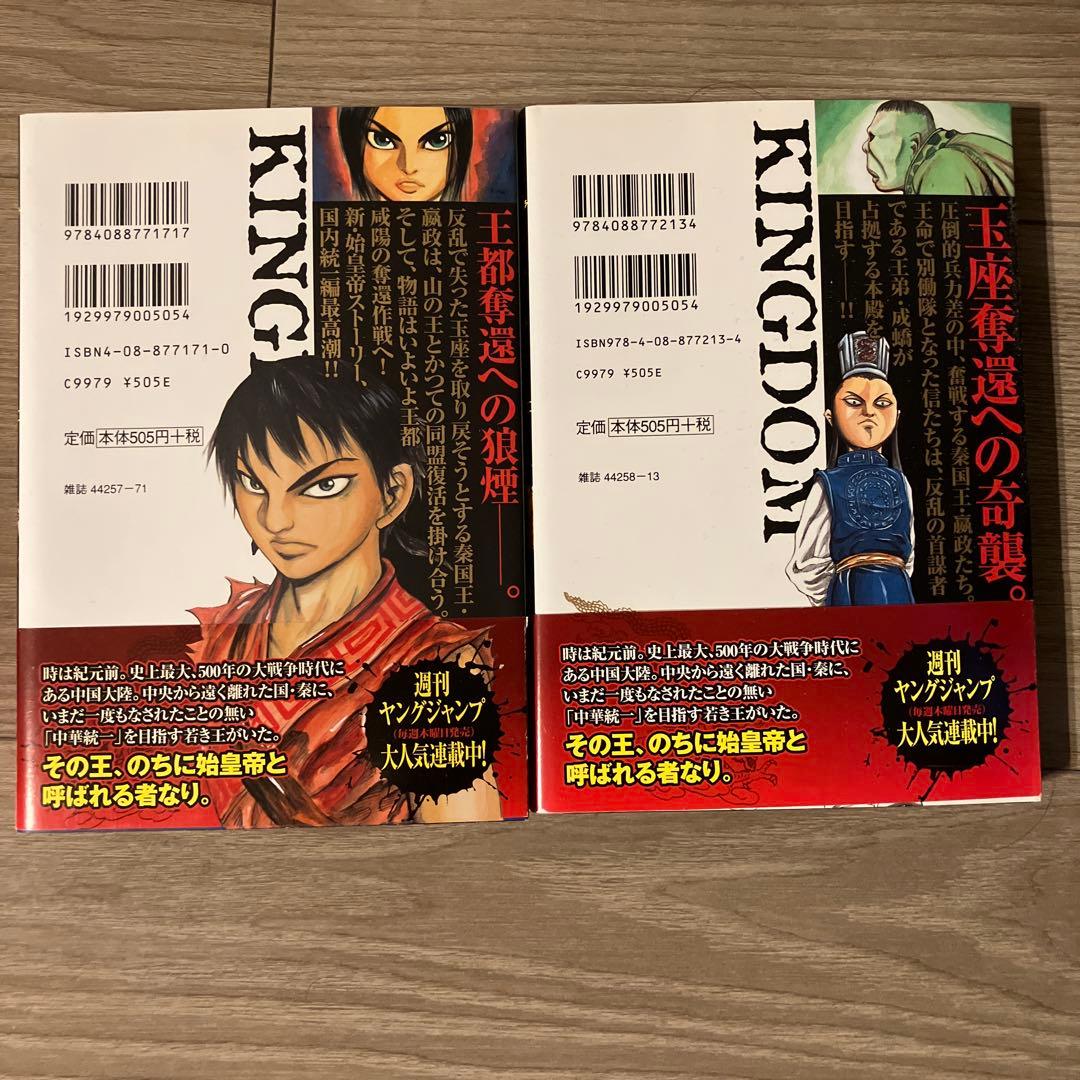 KINGDOM
9784088771717
1929979005054
ISBN4-08-877171-0
C9979 ¥505E
定価 本体505円+税
雑誌 44257-71
王都奪還への狼煙――。
反乱で失った玉座を取り戻そうとする秦国王・
嬴政は、山の王とかつての同盟復活を掛け合う。
そして、物語はいよいよ王都
咸陽の奪還作戦へ!
新・始皇帝ストーリー、
国内統一編最高潮!!
時は紀元前。史上最大、500年の大戦争時代に
ある中国大陸。中央から遠く離れた国・秦に、
いまだ一度もなされたことの無い
「中華統一」を目指す若き王がいた。
その王、のちに始皇帝と
呼ばれる者なり。
週刊
ヤングジャンプ
(毎週木曜日発売)
大人気連載中!
KINGDOM
9784088772134
1929979005054
ISBN978-4-08-877213-4
C9979 ¥505E
定価 本体505円+税
雑誌 44258-13
玉座奪還への奇襲。
圧倒的兵力差の中、奮戦する秦国王・嬴政たち。
王命で別働隊となった信たちは、反乱の首謀者
である王弟・成蟜が
占拠する本殿を
目指す――!!
時は紀元前。史上最大、500年の大戦争時代に
ある中国大陸。中央から遠く離れた国・秦に、
いまだ一度もなされたことの無い
「中華統一」を目指す若き王がいた。
その王、のちに始皇帝と
呼ばれる者なり。
週刊
ヤングジャンプ
(毎週木曜日発売)
大人気連載中!